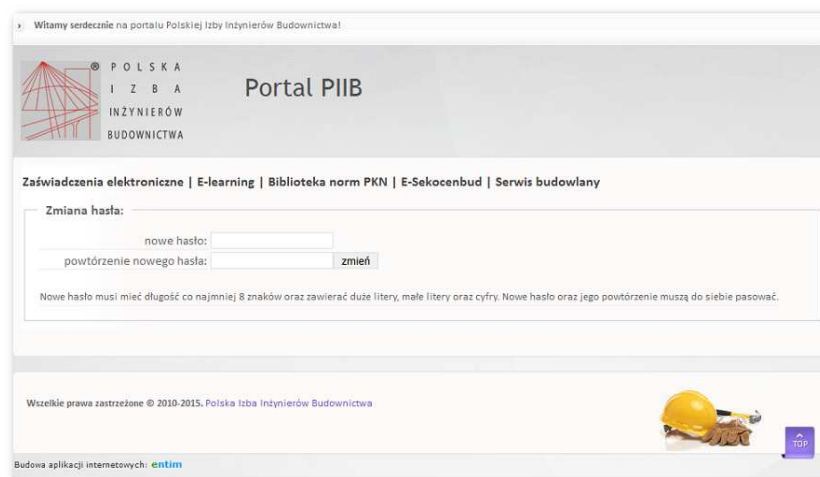 › Witamy serdecznie na portalu Polskiej Izby Inżynierów Budownictwa!
® POLSKA
IZBA
INŻYNIERÓW
BUDOWNICTWA
Portal PIIB
Zaświadczenia elektroniczne | E-learning | Biblioteka norm PKN | E-Sekocenbud | Serwis budowlany
Zmiana hasła:
nowe hasło:
powtórzenie nowego hasła: zmień
Nowe hasło musi mieć długość co najmniej 8 znaków oraz zawierać duże litery, małe litery oraz cyfry. Nowe hasło oraz jego powtórzenie muszą do siebie pasować.
Wszelkie prawa zastrzeżone © 2010-2015. Polska Izba Inżynierów Budownictwa
TOP
Budowa aplikacji internetowych: entim